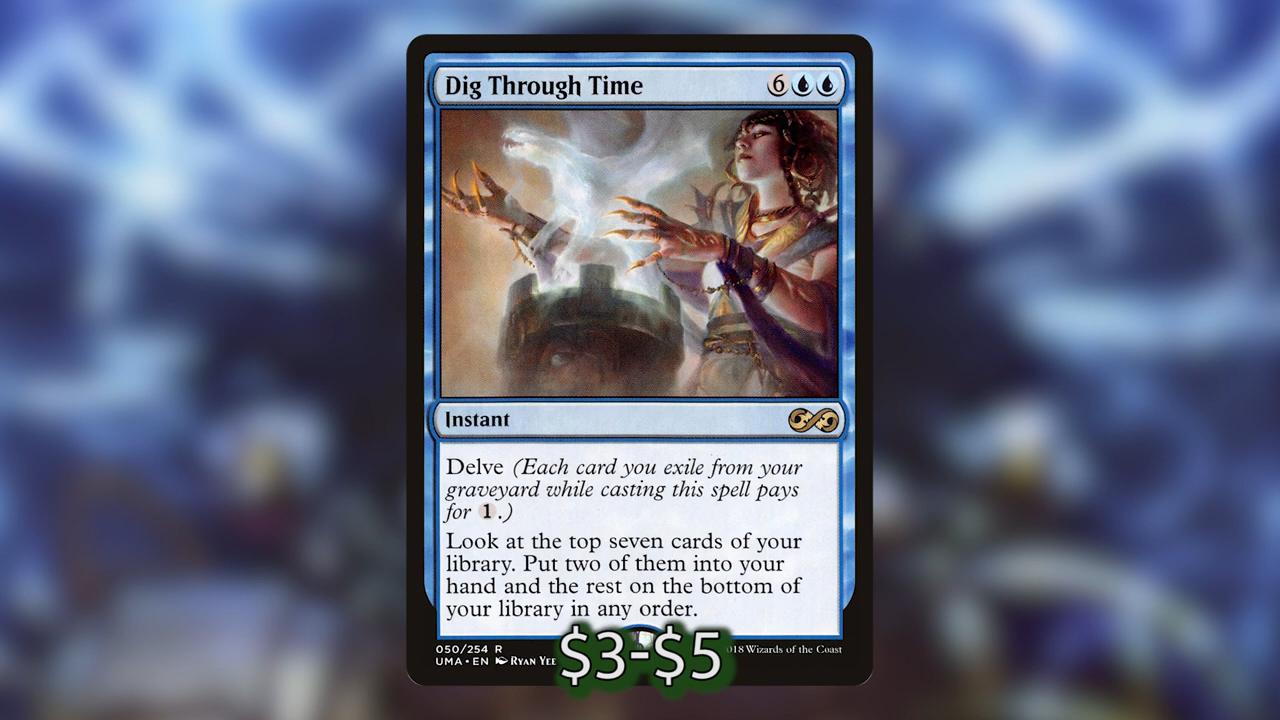 Dig Through Time 6
Instant
Delve (Each card you exile from your
graveyard while casting this spell pays
for 1.)
Look at the top seven cards of your
library. Put two of them into your
hand and the rest on the bottom of
your library in any order.
$3-$5
050/254 R
UMA • EN RYAN YEE
Wizards of the Coast